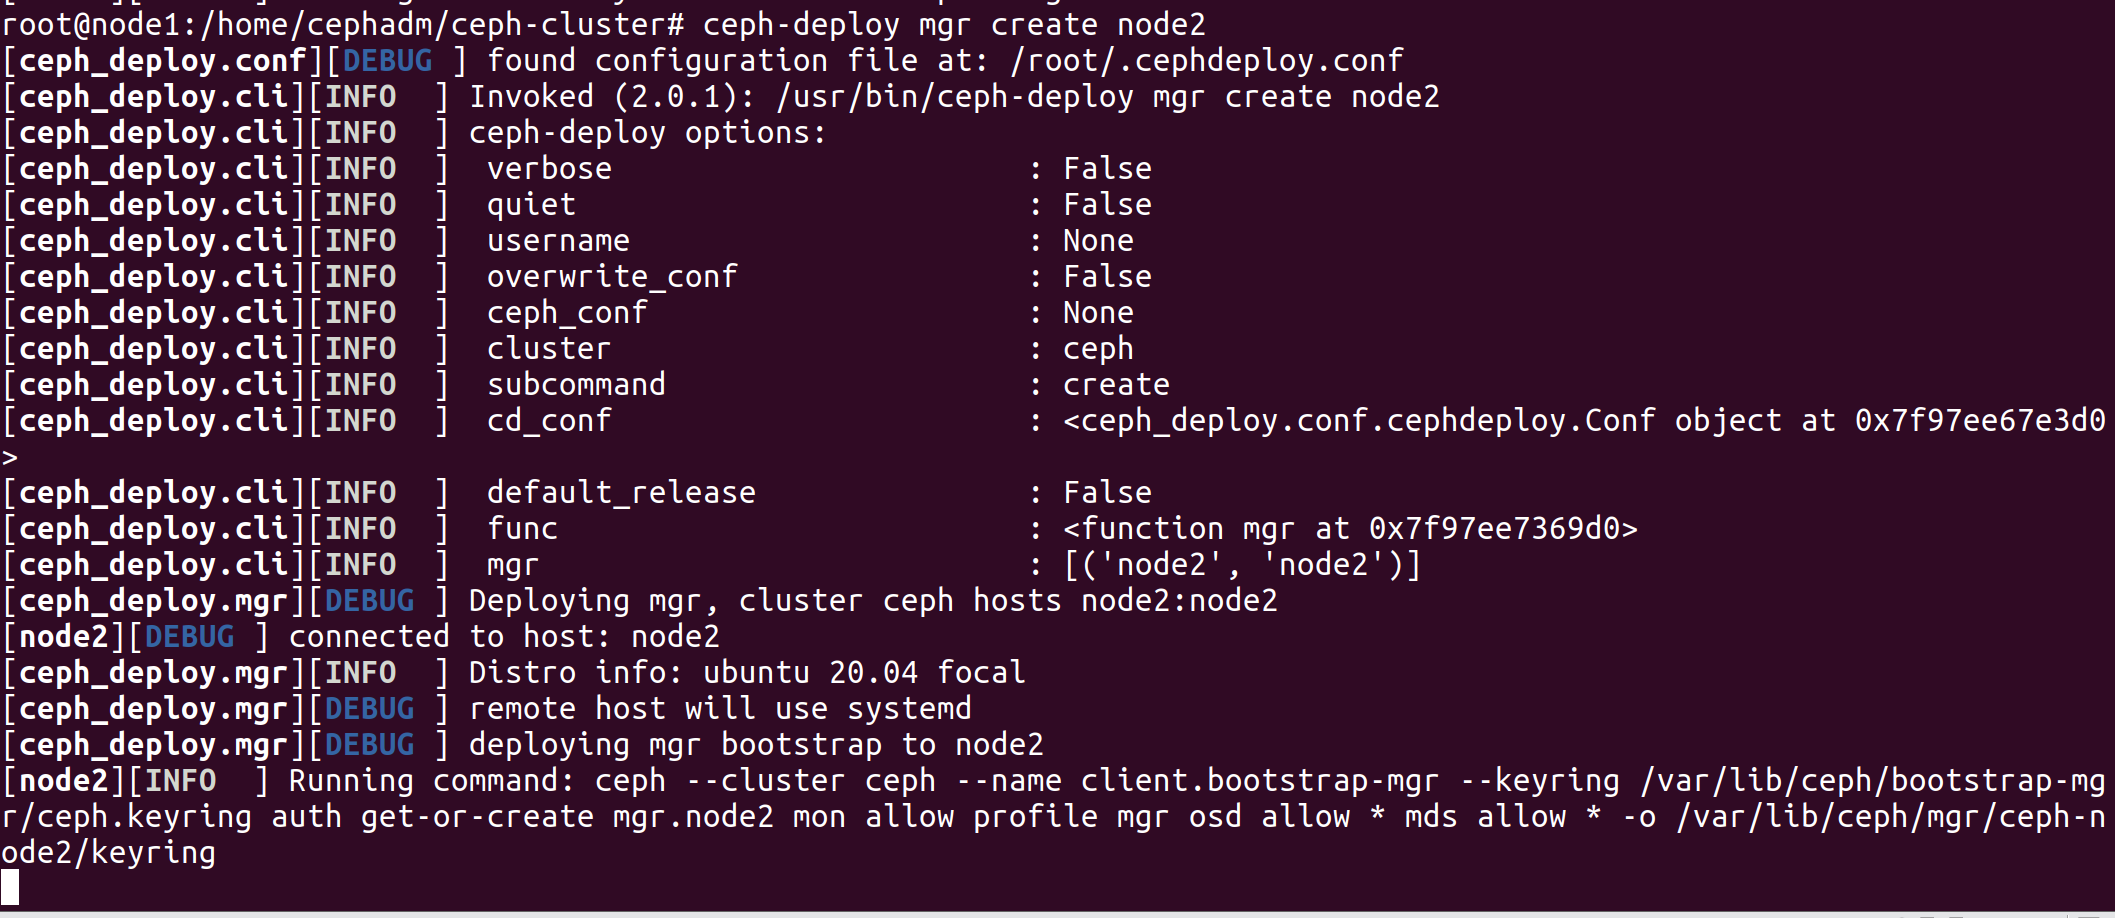 root@node1:/home/cephadm/ceph-cluster# ceph-deploy mgr create node2
[ceph_deploy.conf][DEBUG ] found configuration file at: /root/.cephdeploy.conf
[ceph_deploy.cli][INFO  ] Invoked (2.0.1): /usr/bin/ceph-deploy mgr create node2
[ceph_deploy.cli][INFO  ] ceph-deploy options:
[ceph_deploy.cli][INFO  ]  verbose                       : False
[ceph_deploy.cli][INFO  ]  quiet                         : False
[ceph_deploy.cli][INFO  ]  username                      : None
[ceph_deploy.cli][INFO  ]  overwrite_conf                : False
[ceph_deploy.cli][INFO  ]  ceph_conf                     : None
[ceph_deploy.cli][INFO  ]  cluster                       : ceph
[ceph_deploy.cli][INFO  ]  subcommand                    : create
[ceph_deploy.cli][INFO  ]  cd_conf                       : <ceph_deploy.conf.cephdeploy.Conf object at 0x7f97ee67e3d0
>
[ceph_deploy.cli][INFO  ]  default_release               : False
[ceph_deploy.cli][INFO  ]  func                          : <function mgr at 0x7f97ee7369d0>
[ceph_deploy.cli][INFO  ]  mgr                           : [('node2', 'node2')]
[ceph_deploy.mgr][DEBUG ] Deploying mgr, cluster ceph hosts node2:node2
[node2][DEBUG ] connected to host: node2
[ceph_deploy.mgr][INFO  ] Distro info: ubuntu 20.04 focal
[ceph_deploy.mgr][DEBUG ] remote host will use systemd
[ceph_deploy.mgr][DEBUG ] deploying mgr bootstrap to node2
[node2][INFO  ] Running command: ceph --cluster ceph --name client.bootstrap-mgr --keyring /var/lib/ceph/bootstrap-mg
r/ceph.keyring auth get-or-create mgr.node2 mon allow profile mgr osd allow * mds allow * -o /var/lib/ceph/mgr/ceph-n
ode2/keyring